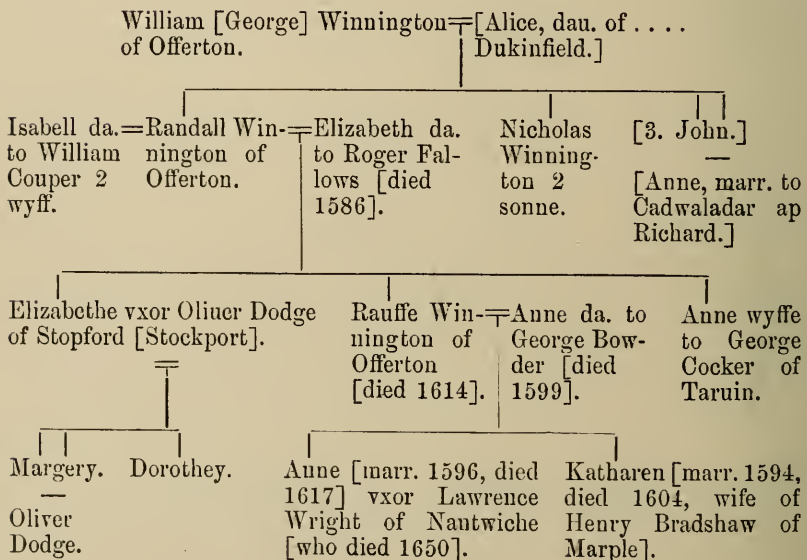 William [George] Winnington=[Alice, dau. of . . . .
of Offerton. Dukinfield.]
Isabell da.=Randall Win-=Elizabeth da. Nicholas [3. John.]
to William nington of to Roger Fal- Winning- —
Couper 2 Offerton. lows [died ton 2 [Anne, marr. to
wyff. 1586]. sonne. Cadwaladar ap
Richard.]
Elizabethe vxor Oliuer Dodge Rauffe Win-=Anne da. to Anne wyffe
of Stopford [Stockport]. nington of George Bow- to George
Offerton der [died Cocker of
[died 1614]. 1599]. Taruin.
Margery. Dorothey. Anne [marr. 1596, died Katharen [marr. 1594,
— 1617] vxor Lawrence died 1604, wife of
Oliver Wright of Nantwiche Henry Bradshaw of
Dodge. [who died 1650]. Marple].